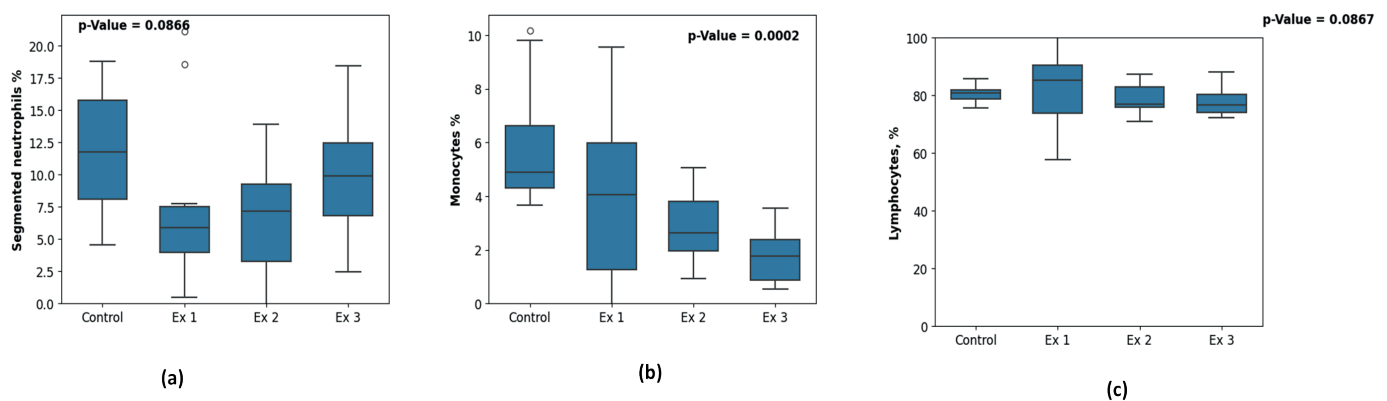 p-Value = 0.0866
Segmented neutrophils %
20.0
17.5
15.0
12.5
10.0
7.5
5.0
2.5
0.0
Control Ex 1 Ex 2 Ex 3
(a)
p-Value = 0.0002
Monocytes %
10
8
6
4
2
0
Control Ex 1 Ex 2 Ex 3
(b)
p-Value = 0.0867
Lymphocytes, %
100
80
60
40
20
0
Control Ex 1 Ex 2 Ex 3
(c)